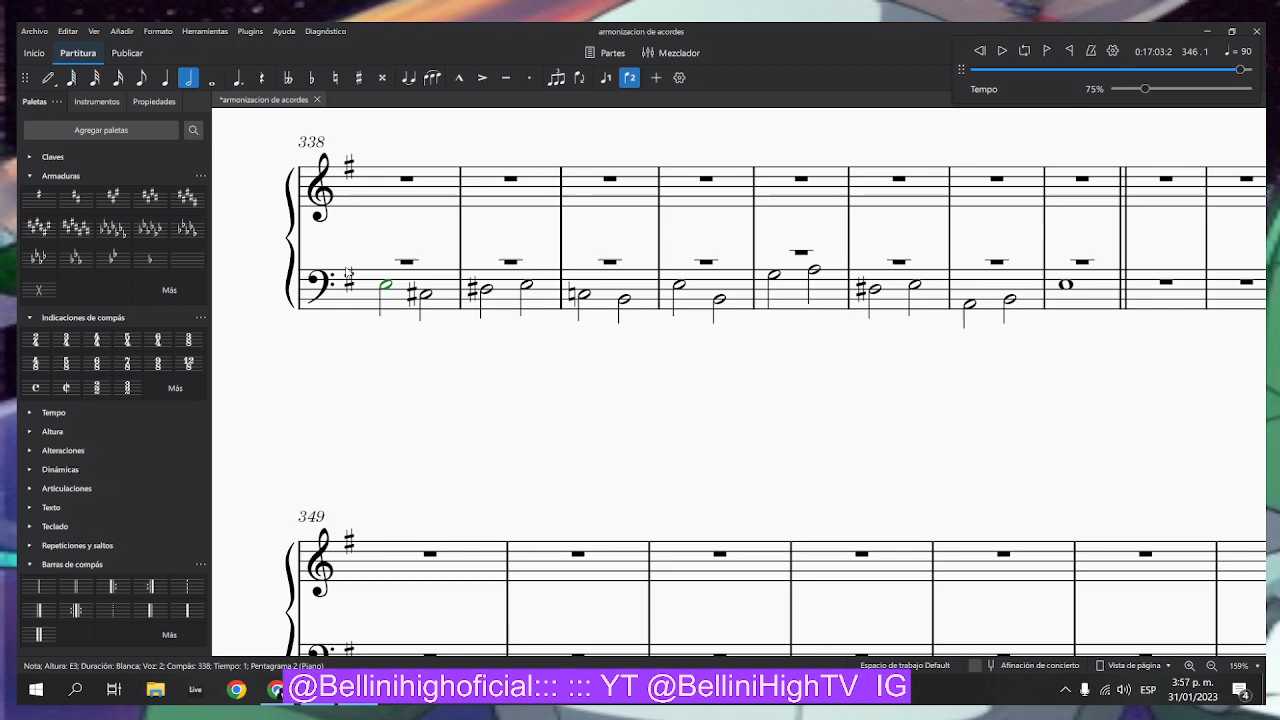 Archivo Editar Ver Añadir Formato Herramientas Plugins Ayuda Diagnóstico armonizacion de acordes
Inicio Partitura Publicar Partes Mezclador 0:17:03:2 346 . 1 = 90
1 2
Tempo 75%
Paletas Instrumentos Propiedades *armonizacion de acordes
Agregar paletas
Claves
Armaduras
Más
Indicaciones de compás
Más
Tempo
Altura
Alteraciones
Dinámicas
Articulaciones
Texto
Teclado
Repeticiones y saltos
Barras de compás
Más
338
349
Nota; Altura: E3; Duración: Blanca; Voz: 2; Compás: 338; Tiempo: 1; Pentagrama 2 (Piano) Espacio de trabajo Default Afinación de concierto Vista de página 159%
@Bellinihighoficial::: ::: YT @BelliniHighTV IG
Live ESP 3:57 p. m. 31/01/2023 4